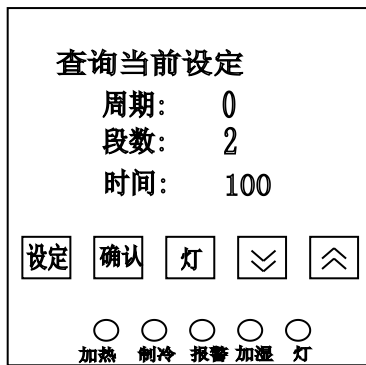 查询当前设定
周期: 0
段数: 2
时间: 100
设定 确认 灯
加热 制冷 报警 加湿 灯